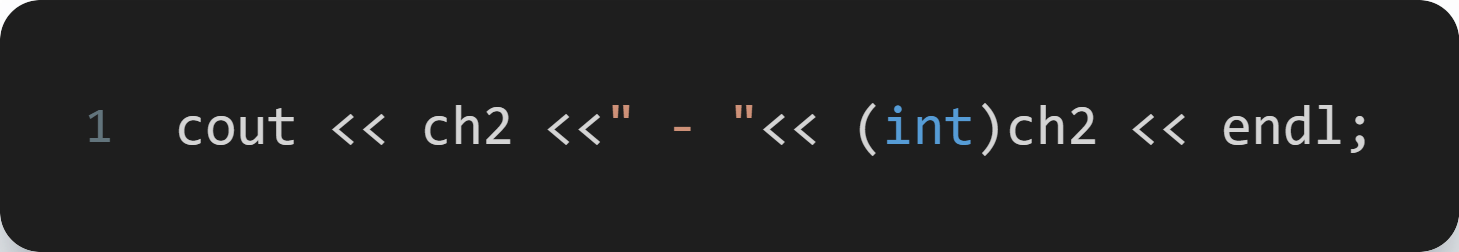 1 cout << ch2 <<" - "<< (int)ch2 << endl;